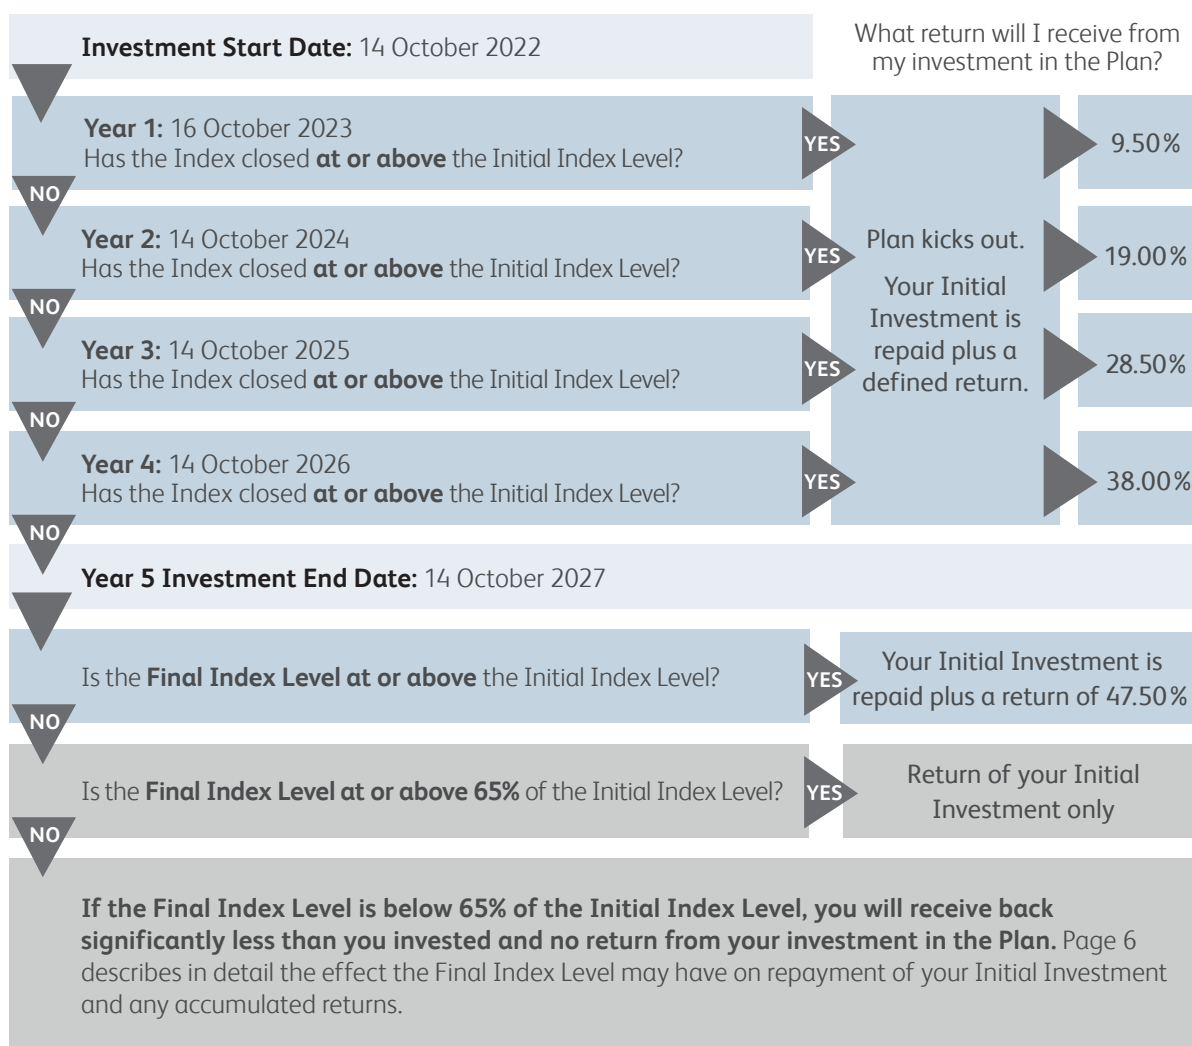 Investment Start Date: 14 October 2022
What return will I receive from
my investment in the Plan?
Year 1: 16 October 2023
Has the Index closed at or above the Initial Index Level?
YES
9.50%
NO
Year 2: 14 October 2024
Has the Index closed at or above the Initial Index Level?
YES
Plan kicks out.
Your Initial
Investment is
repaid plus a
defined return.
19.00%
NO
Year 3: 14 October 2025
Has the Index closed at or above the Initial Index Level?
YES
28.50%
NO
Year 4: 14 October 2026
Has the Index closed at or above the Initial Index Level?
YES
38.00%
NO
Year 5 Investment End Date: 14 October 2027
Is the Final Index Level at or above the Initial Index Level?
YES
Your Initial Investment is
repaid plus a return of 47.50%
NO
Is the Final Index Level at or above 65% of the Initial Index Level?
YES
Return of your Initial
Investment only
NO
If the Final Index Level is below 65% of the Initial Index Level, you will receive back
significantly less than you invested and no return from your investment in the Plan. Page 6
describes in detail the effect the Final Index Level may have on repayment of your Initial Investment
and any accumulated returns.